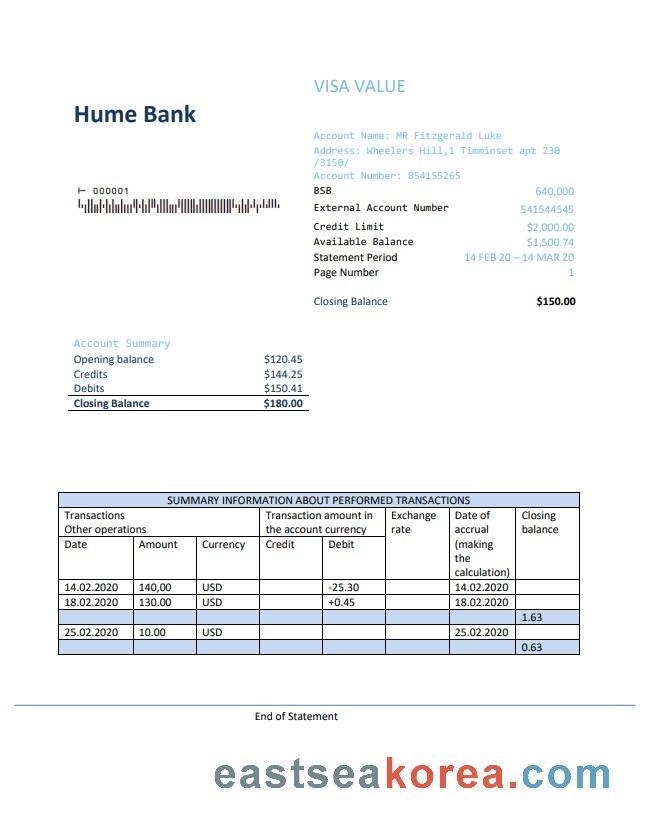 VISA VALUE
Hume Bank
Account Name: MR Fitzgerald Luke
Address: Wheelers Hill,1 Timminset apt 230
/3150/
Account Number: 854155265
⊢ 000001
BSB 640,000
External Account Number 541544545
Credit Limit $2,000.00
Available Balance $1,500.74
Statement Period 14 FEB 20 – 14 MAR 20
Page Number 1
Closing Balance $150.00
Account Summary
Opening balance $120.45
Credits $144.25
Debits $150.41
Closing Balance $180.00
SUMMARY INFORMATION ABOUT PERFORMED TRANSACTIONS
Transactions
Other operations
Transaction amount in
the account currency
Exchange
rate
Date of
accrual
(making
the
calculation)
Closing
balance
Date Amount Currency Credit Debit
14.02.2020 140,00 USD -25.30 14.02.2020
18.02.2020 130.00 USD +0.45 18.02.2020
1.63
25.02.2020 10.00 USD 25.02.2020
0.63
End of Statement
eastseakorea.com